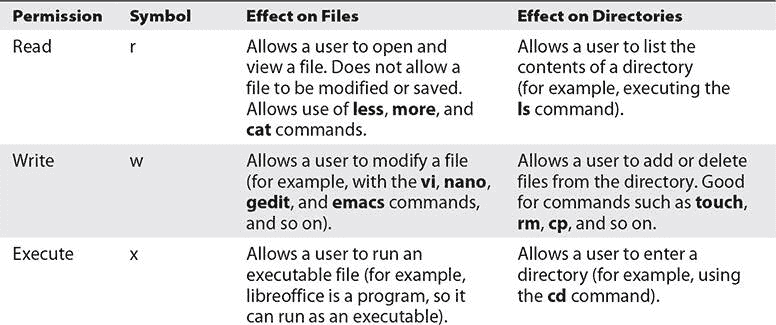 Permission Symbol Effect on Files Effect on Directories
Read r Allows a user to open and Allows a user to list the
view a file. Does not allow a contents of a directory
file to be modified or saved. (for example, executing the
Allows use of less, more, and ls command).
cat commands.
Write w Allows a user to modify a file Allows a user to add or delete
(for example, with the vi, nano, files from the directory. Good
gedit, and emacs commands, for commands such as touch,
and so on). rm, cp, and so on.
Execute x Allows a user to run an Allows a user to enter a
executable file (for example, directory (for example, using
libreoffice is a program, so it the cd command).
can run as an executable).